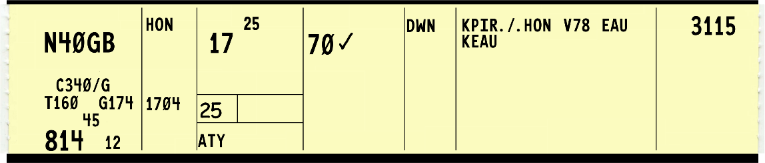 N40GB
C340/G
T160 G174
45
814 12
HON
1704
17 25
25
ATY
70✓
DWN
KPIR./.HON V78 EAU
KEAU
3115